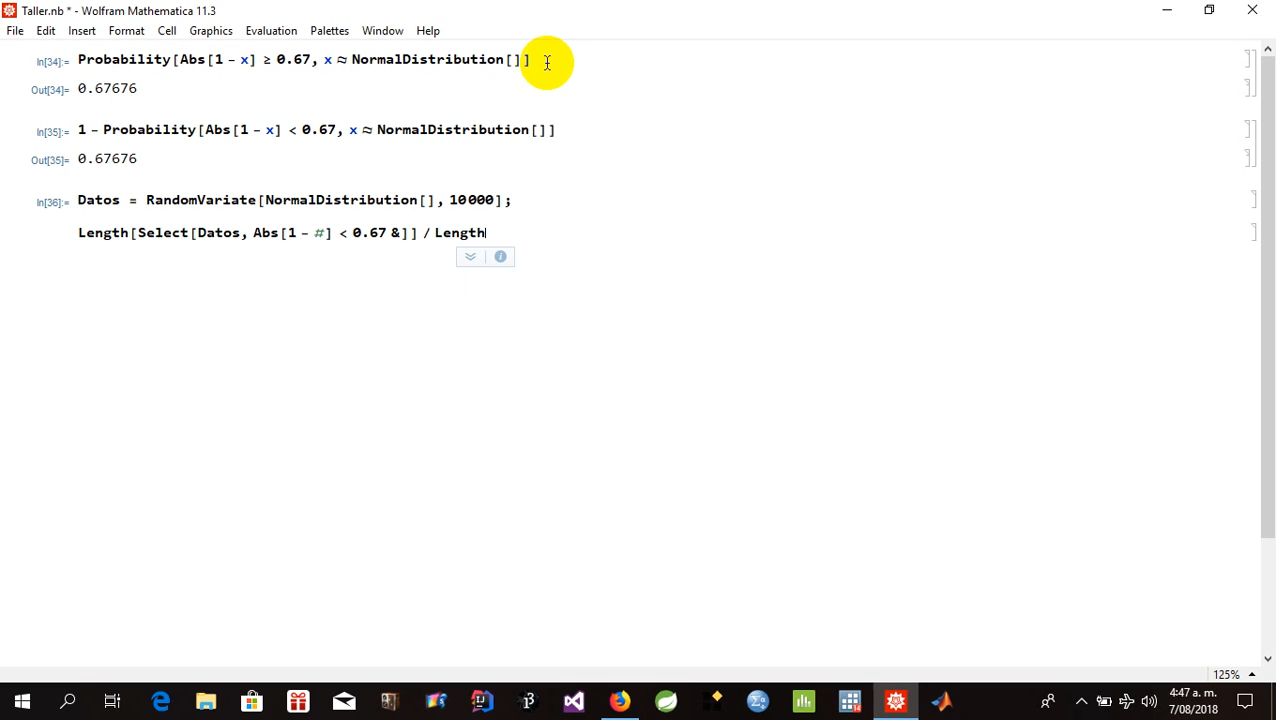 Taller.nb * - Wolfram Mathematica 11.3
File Edit Insert Format Cell Graphics Evaluation Palettes Window Help
In[34]:= Probability[Abs[1 - x] ≥ 0.67, x ≈ NormalDistribution[]]
Out[34]= 0.67676
In[35]:= 1 - Probability[Abs[1 - x] < 0.67, x ≈ NormalDistribution[]]
Out[35]= 0.67676
In[36]:= Datos = RandomVariate[NormalDistribution[], 10000];
Length[Select[Datos, Abs[1 - #] < 0.67 &]] / Length
125%
4:47 a. m.
7/08/2018